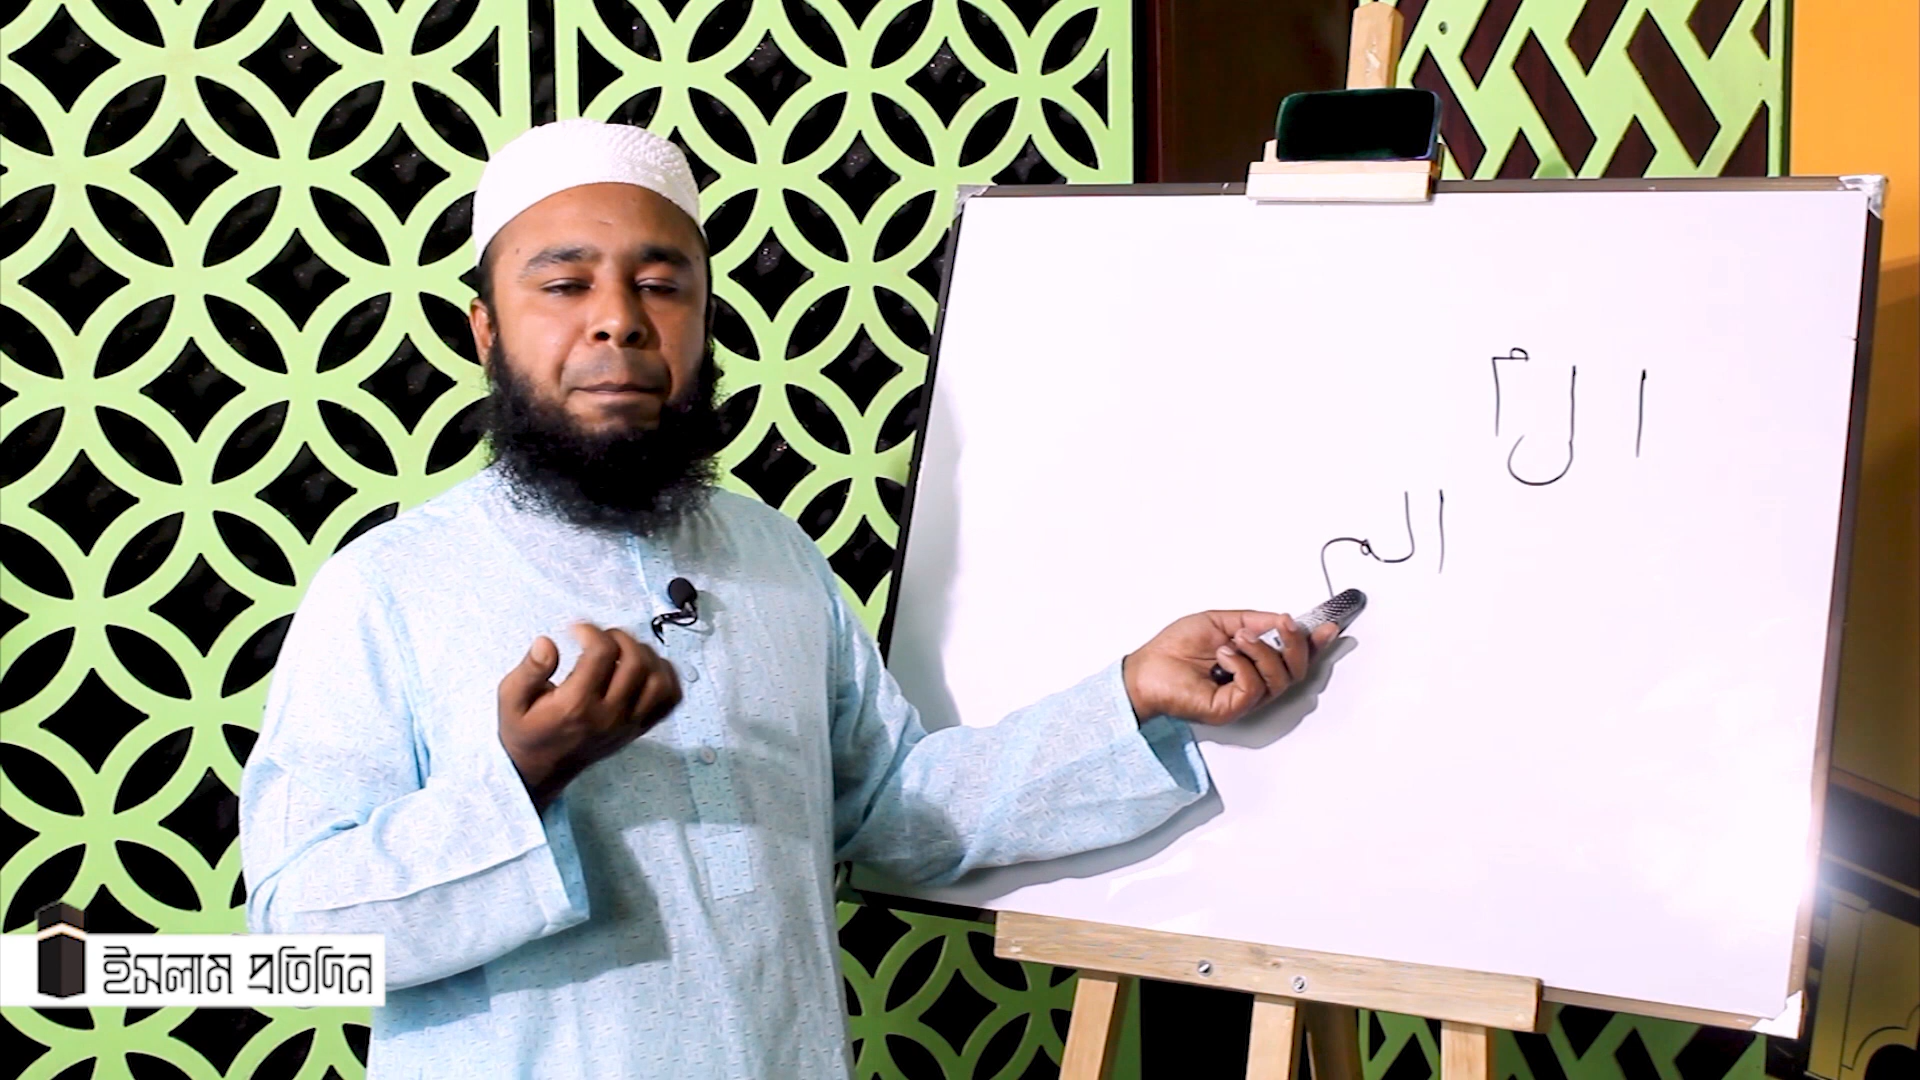 ا ل م
الم
ইসলাম প্রতিদিন